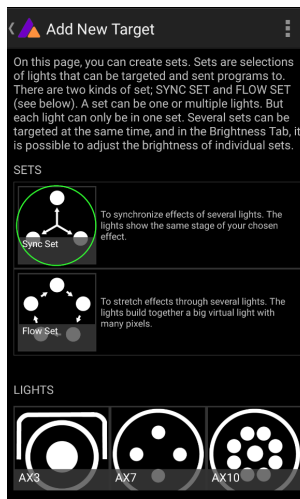 Add New Target
On this page, you can create sets. Sets are selections
of lights that can be targeted and sent programs to.
There are two kinds of set; SYNC SET and FLOW SET
(see below). A set can be one or multiple lights. But
each light can only be in one set. Several sets can be
targeted at the same time, and in the Brightness Tab, it
is possible to adjust the brightness of individual sets.
SETS
Sync Set
To synchronize effects of several lights. The
lights show the same stage of your chosen
effect.
Flow Set
To stretch effects through several lights. The
lights build together a big virtual light with
many pixels.
LIGHTS
AX3
AX7
AX10